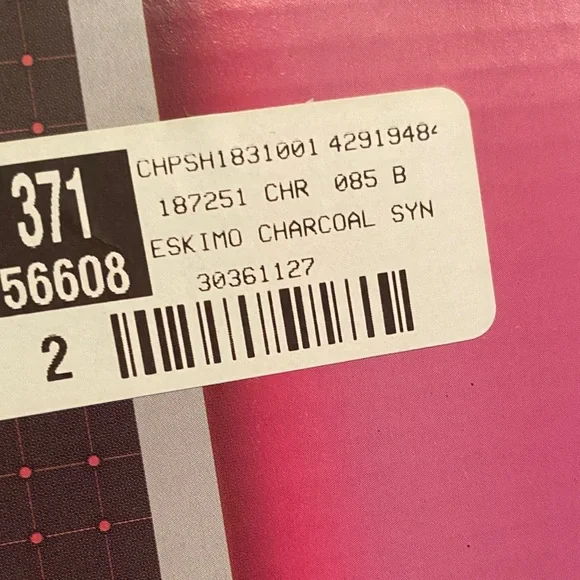 CHPSH1831001 4291948
371
187251 CHR 085 B
56608
ESKIMO CHARCOAL SYN
30361127
2